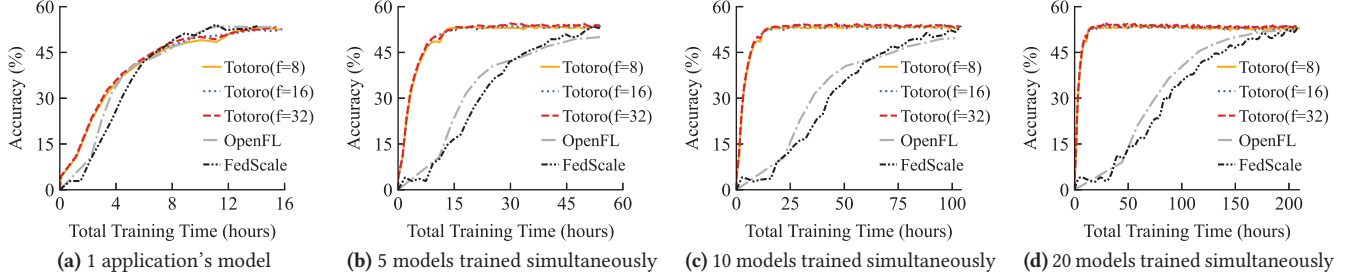 Accuracy (%)
60
45
30
15
0
Totoro(f=8)
Totoro(f=16)
Totoro(f=32)
OpenFL
FedScale
0 4 8 12 16
Total Training Time (hours)
(a) 1 application's model
Accuracy (%)
60
45
30
15
0
Totoro(f=8)
Totoro(f=16)
Totoro(f=32)
OpenFL
FedScale
0 15 30 45 60
Total Training Time (hours)
(b) 5 models trained simultaneously
Accuracy (%)
60
45
30
15
0
Totoro(f=8)
Totoro(f=16)
Totoro(f=32)
OpenFL
FedScale
0 25 50 75 100
Total Training Time (hours)
(c) 10 models trained simultaneously
Accuracy (%)
60
45
30
15
0
Totoro(f=8)
Totoro(f=16)
Totoro(f=32)
OpenFL
FedScale
0 50 100 150 200
Total Training Time (hours)
(d) 20 models trained simultaneously